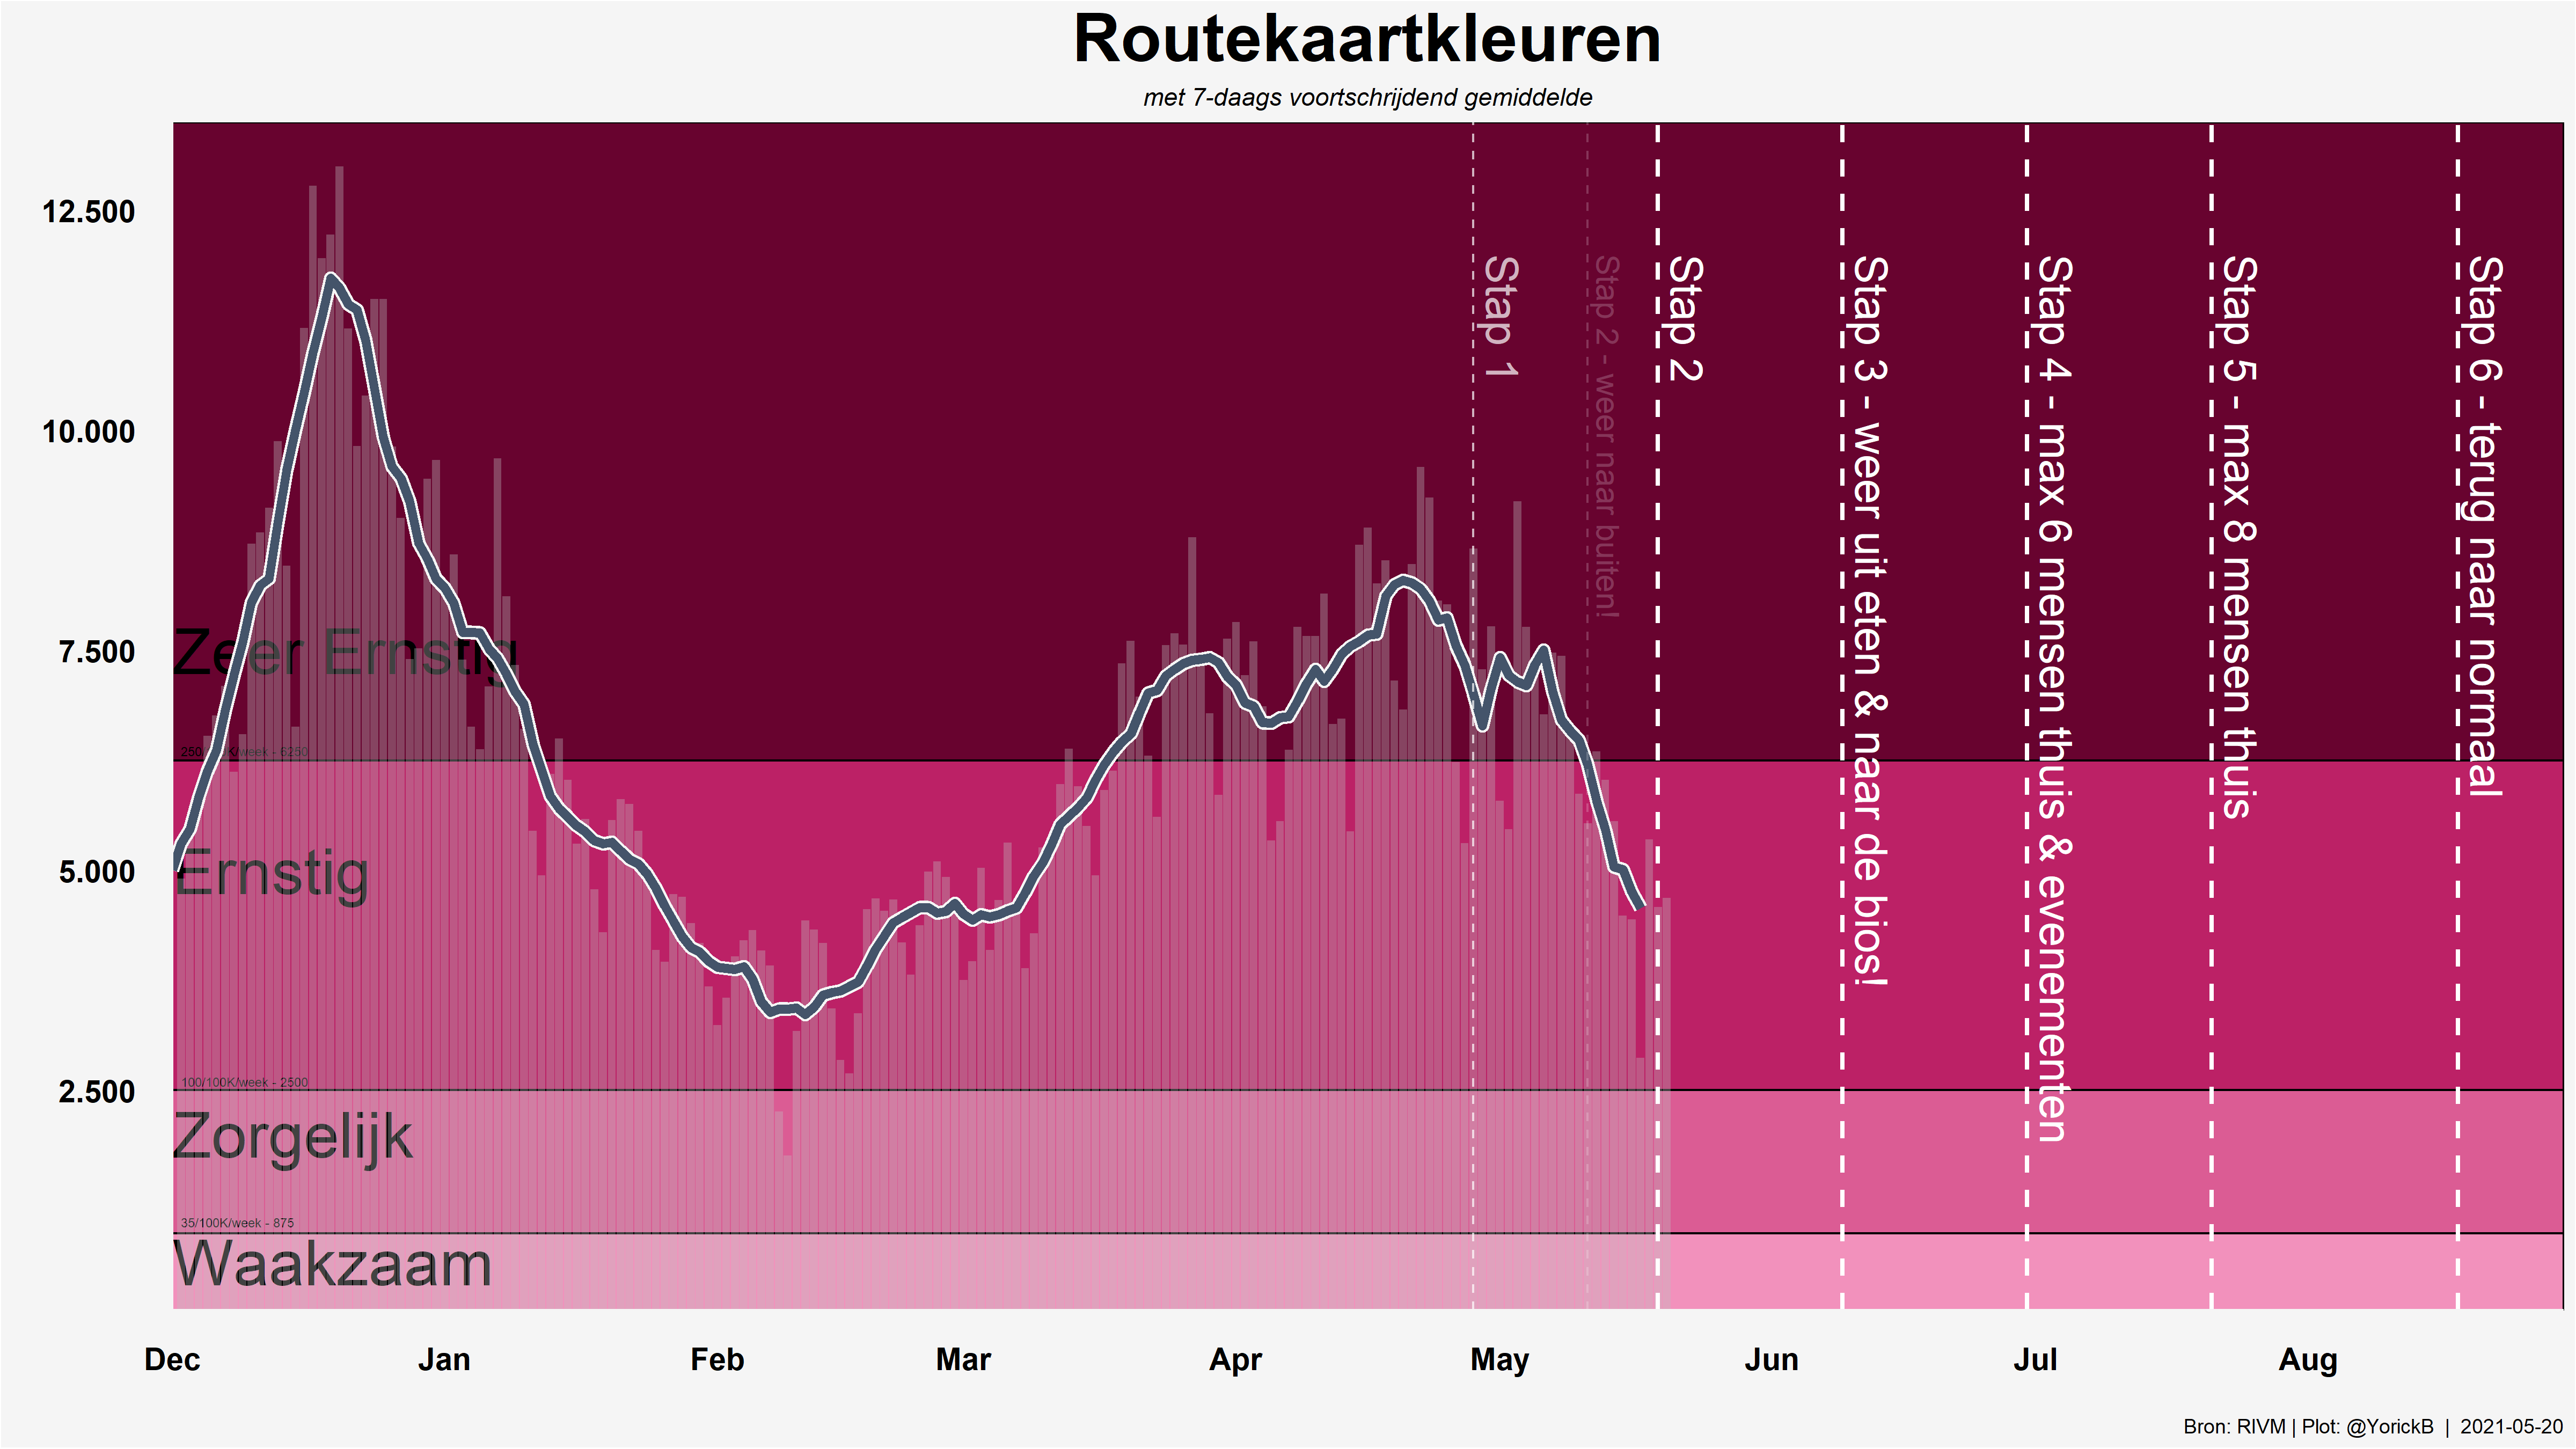 Routekaartkleuren
met 7-daags voortschrijdend gemiddelde
12.500
10.000
7.500
5.000
2.500
Stap 1
Stap 2 - weer naar buiten!
Stap 2
Stap 3 - weer uit eten & naar de bios!
Stap 4 - max 6 mensen thuis & evenementen
Stap 5 - max 8 mensen thuis
Stap 6 - terug naar normaal
Zeer Ernstig
250 K/week - 6250
Ernstig
100/100K/week - 2500
Zorgelijk
35/100K/week - 875
Waakzaam
Dec
Jan
Feb
Mar
Apr
May
Jun
Jul
Aug
Bron: RIVM | Plot: @YorickB | 2021-05-20